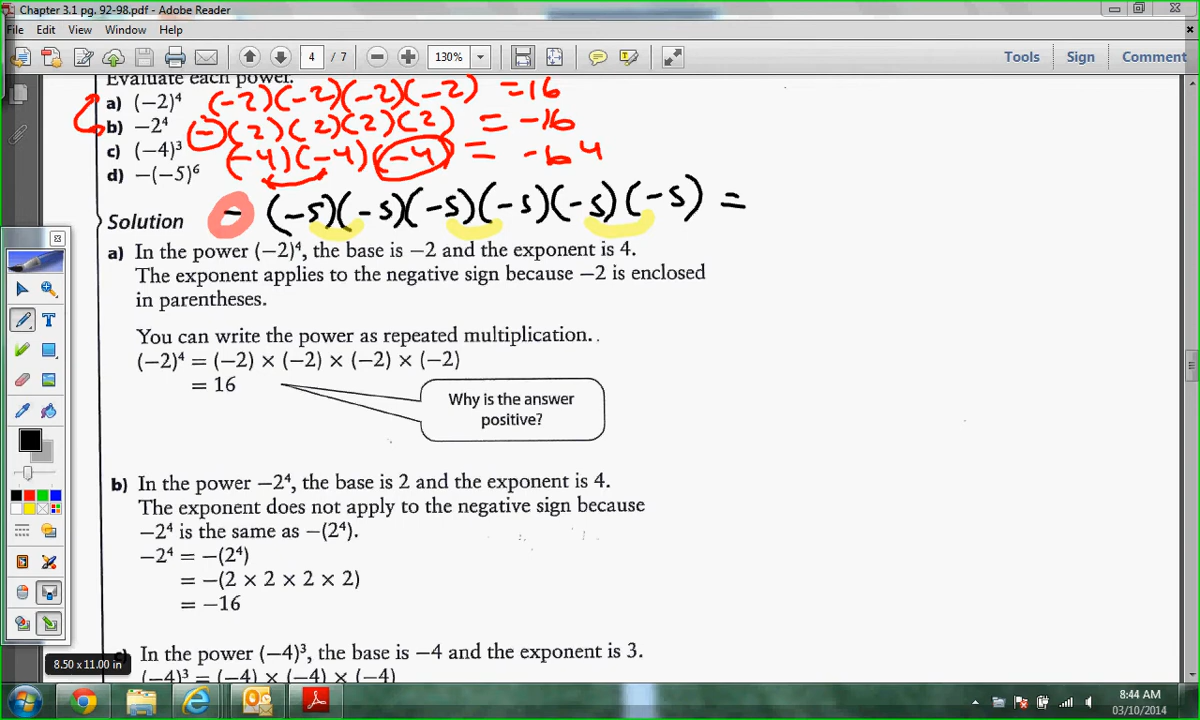 Chapter 3.1 pg. 92-98.pdf - Adobe Reader
File Edit View Window Help
4 / 7 130% Tools Sign Comment
Evaluate each power.
a) (−2)⁴ (-2)(-2)(-2)(-2) = 16
b) −2⁴ (-)(2)(2)(2)(2) = -16
c) (−4)³ (-4)(-4)(-4) = -64
d) −(−5)⁶
- (-5)(-5)(-5)(-5)(-5)(-5) =
Solution
a) In the power (−2)⁴, the base is −2 and the exponent is 4.
The exponent applies to the negative sign because −2 is enclosed
in parentheses.
You can write the power as repeated multiplication.
(−2)⁴ = (−2) × (−2) × (−2) × (−2)
= 16
Why is the answer
positive?
b) In the power −2⁴, the base is 2 and the exponent is 4.
The exponent does not apply to the negative sign because
−2⁴ is the same as −(2⁴).
−2⁴ = −(2⁴)
= −(2 × 2 × 2 × 2)
= −16
c) In the power (−4)³, the base is −4 and the exponent is 3.
(−4)³ = (−4) × (−4) × (−4)
8.50 x 11.00 in
8:44 AM
03/10/2014